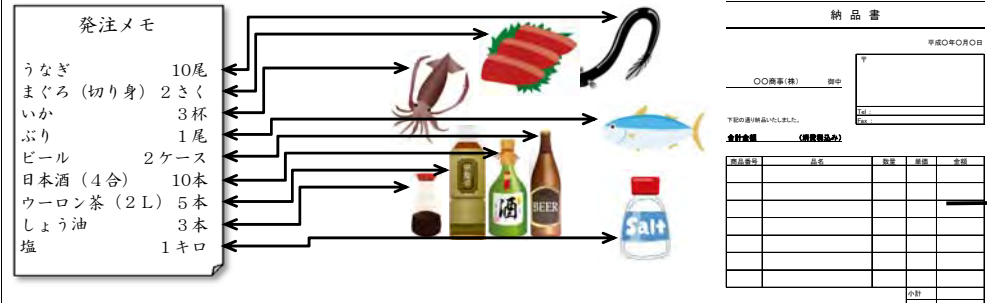 発注メモ
うなぎ 10尾
まぐろ（切り身） 2さく
いか 3杯
ぶり 1尾
ビール 2ケース
日本酒（4合） 10本
ウーロン茶（2L） 5本
しょう油 3本
塩 1キロ
酒
BEER
Salt
納品書
平成〇年〇月〇日
〒
〇〇商事(株) 御中
Tel :
Fax :
下記の通り納品いたしました。
合計金額 (消費税込み)
商品番号 品名 数量 単価 金額
小計